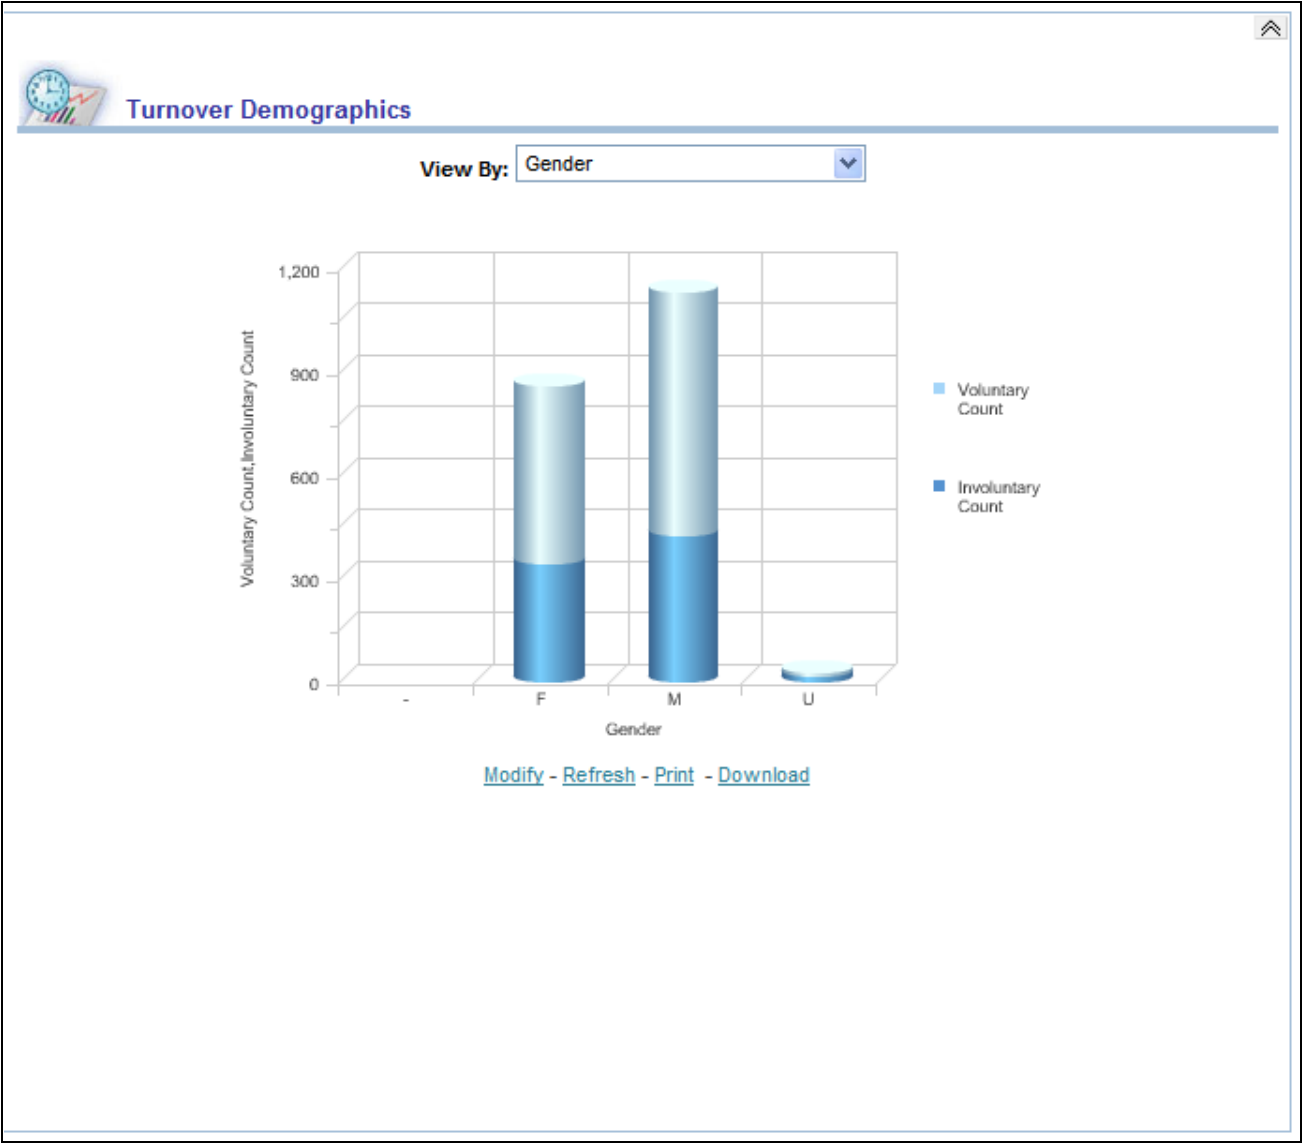 Turnover Demographics
View By: Gender
1,200
900
600
300
0
Voluntary Count,Involuntary Count
- F M U
Gender
Voluntary
Count
Involuntary
Count
Modify - Refresh - Print - Download